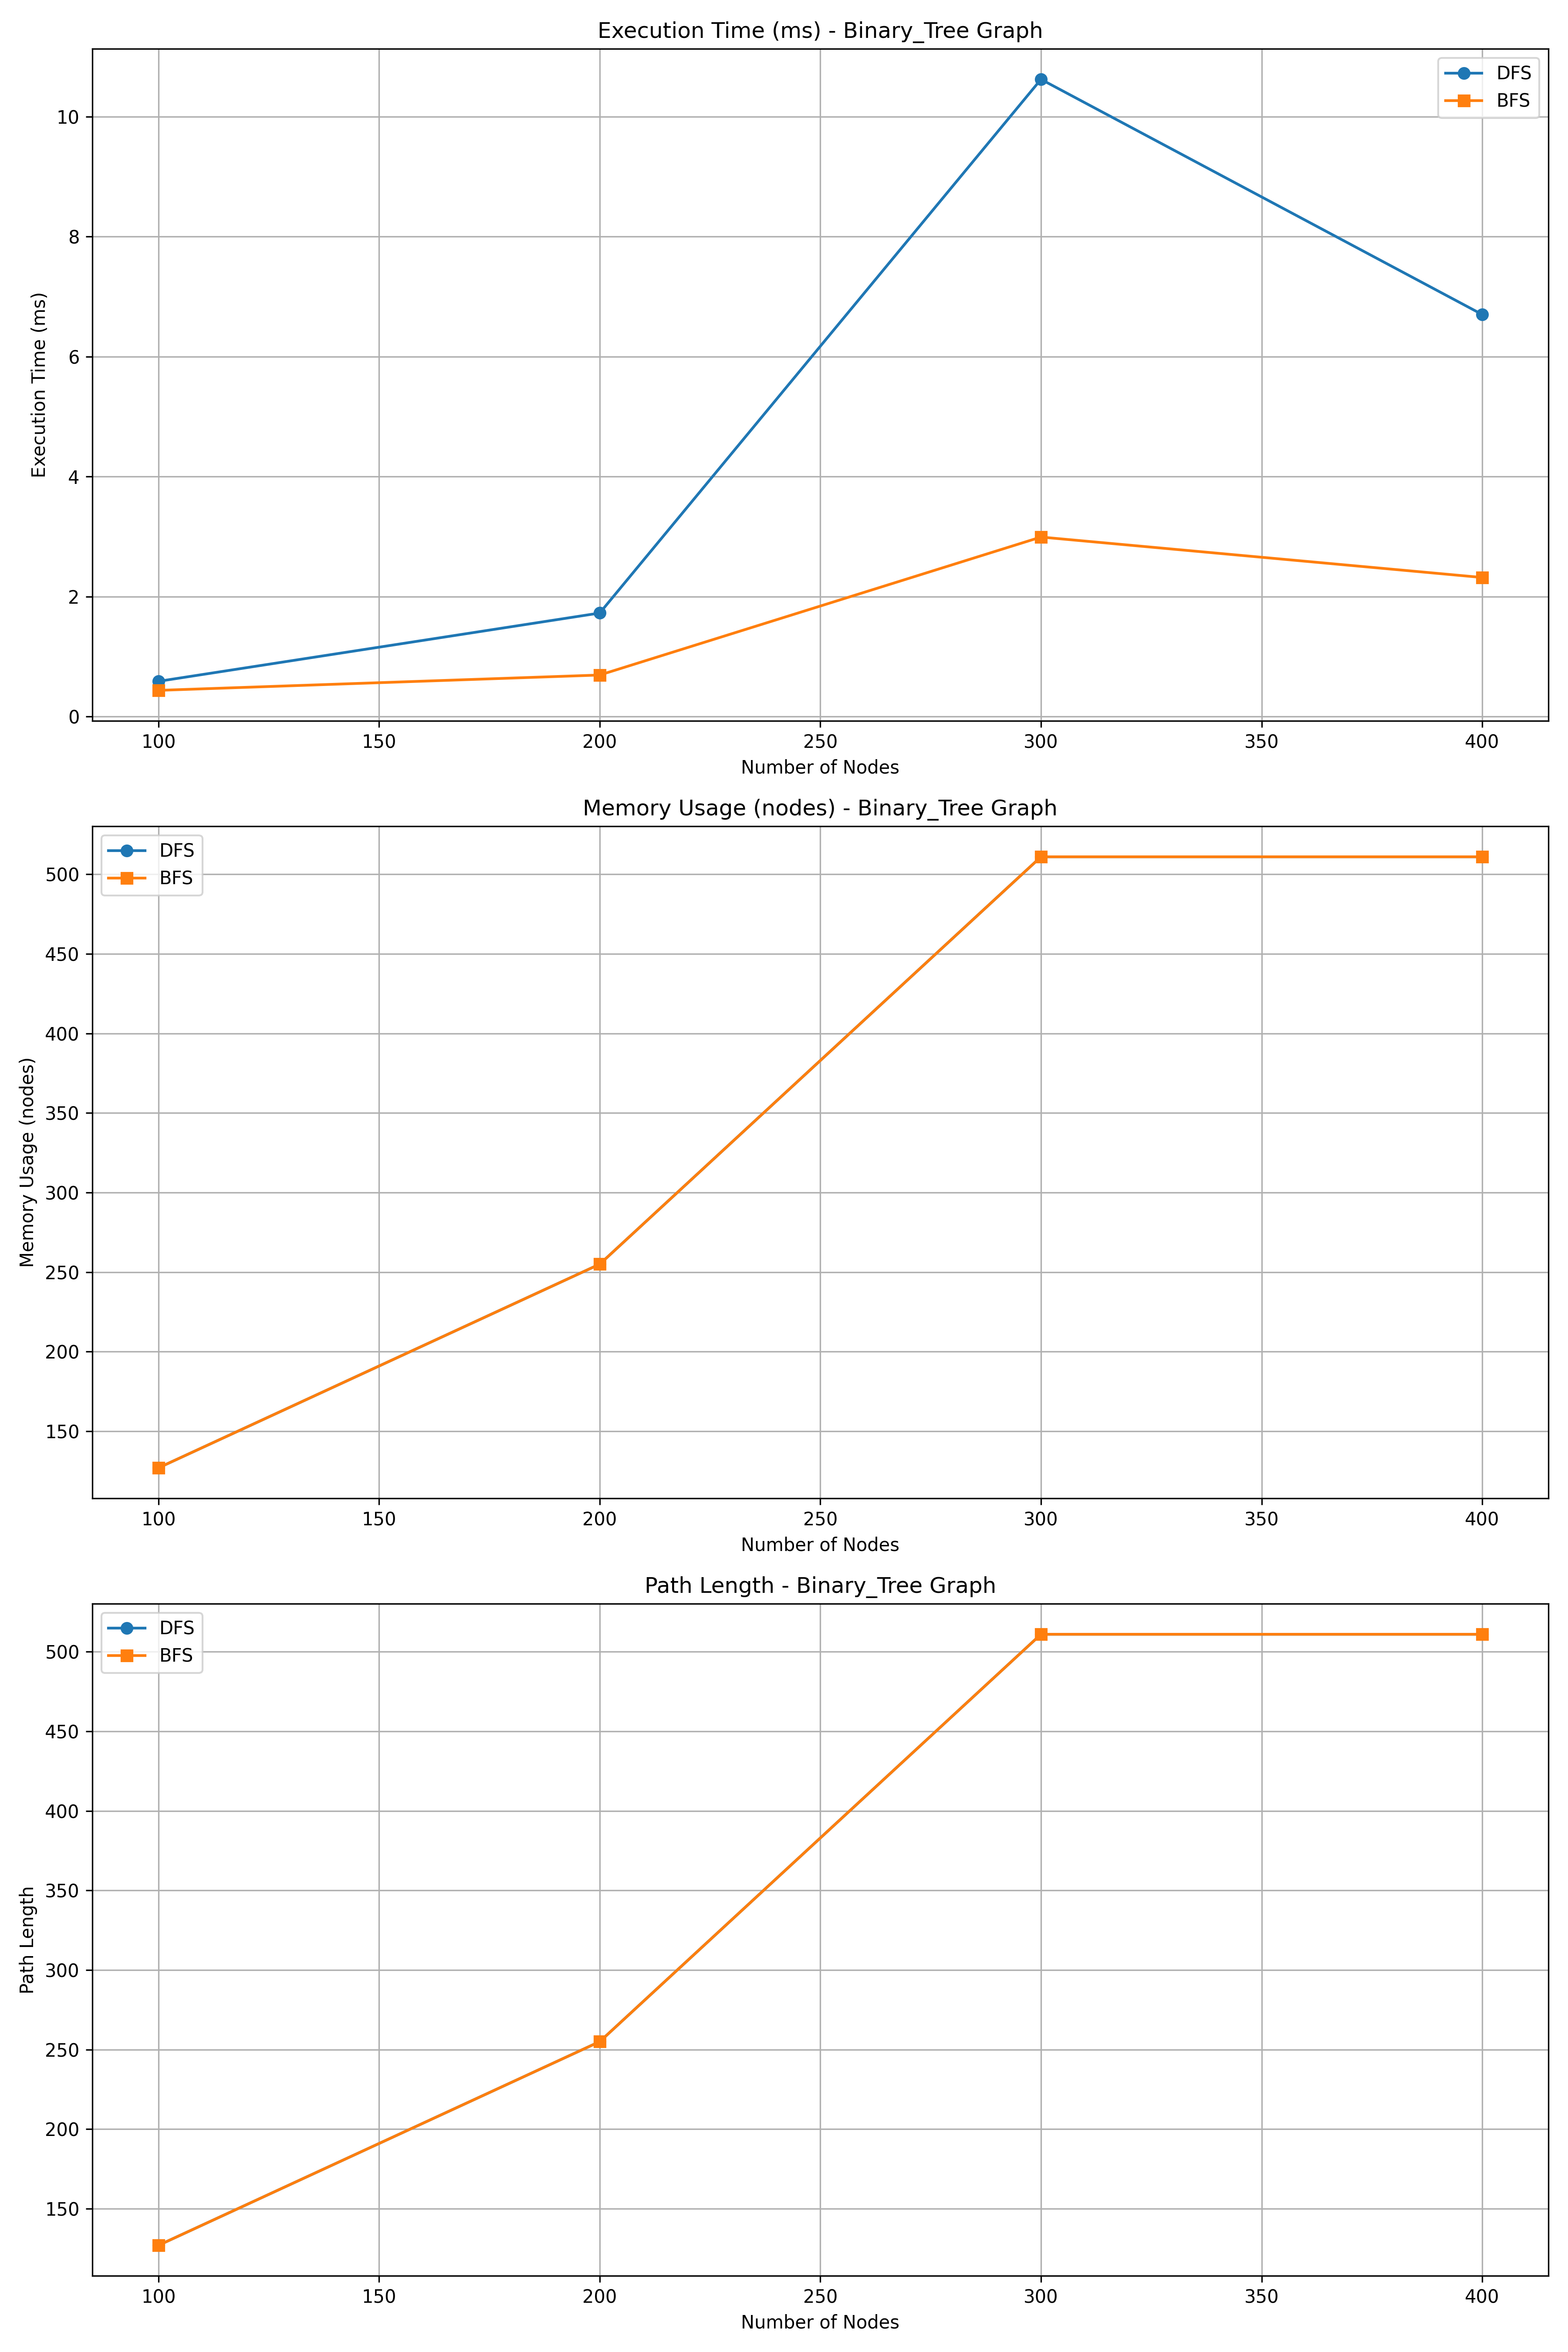 Execution Time (ms) - Binary_Tree Graph
DFS
BFS
Execution Time (ms)
10
8
6
4
2
0
100 150 200 250 300 350 400
Number of Nodes
Memory Usage (nodes) - Binary_Tree Graph
DFS
BFS
Memory Usage (nodes)
500
450
400
350
300
250
200
150
100 150 200 250 300 350 400
Number of Nodes
Path Length - Binary_Tree Graph
DFS
BFS
Path Length
500
450
400
350
300
250
200
150
100 150 200 250 300 350 400
Number of Nodes